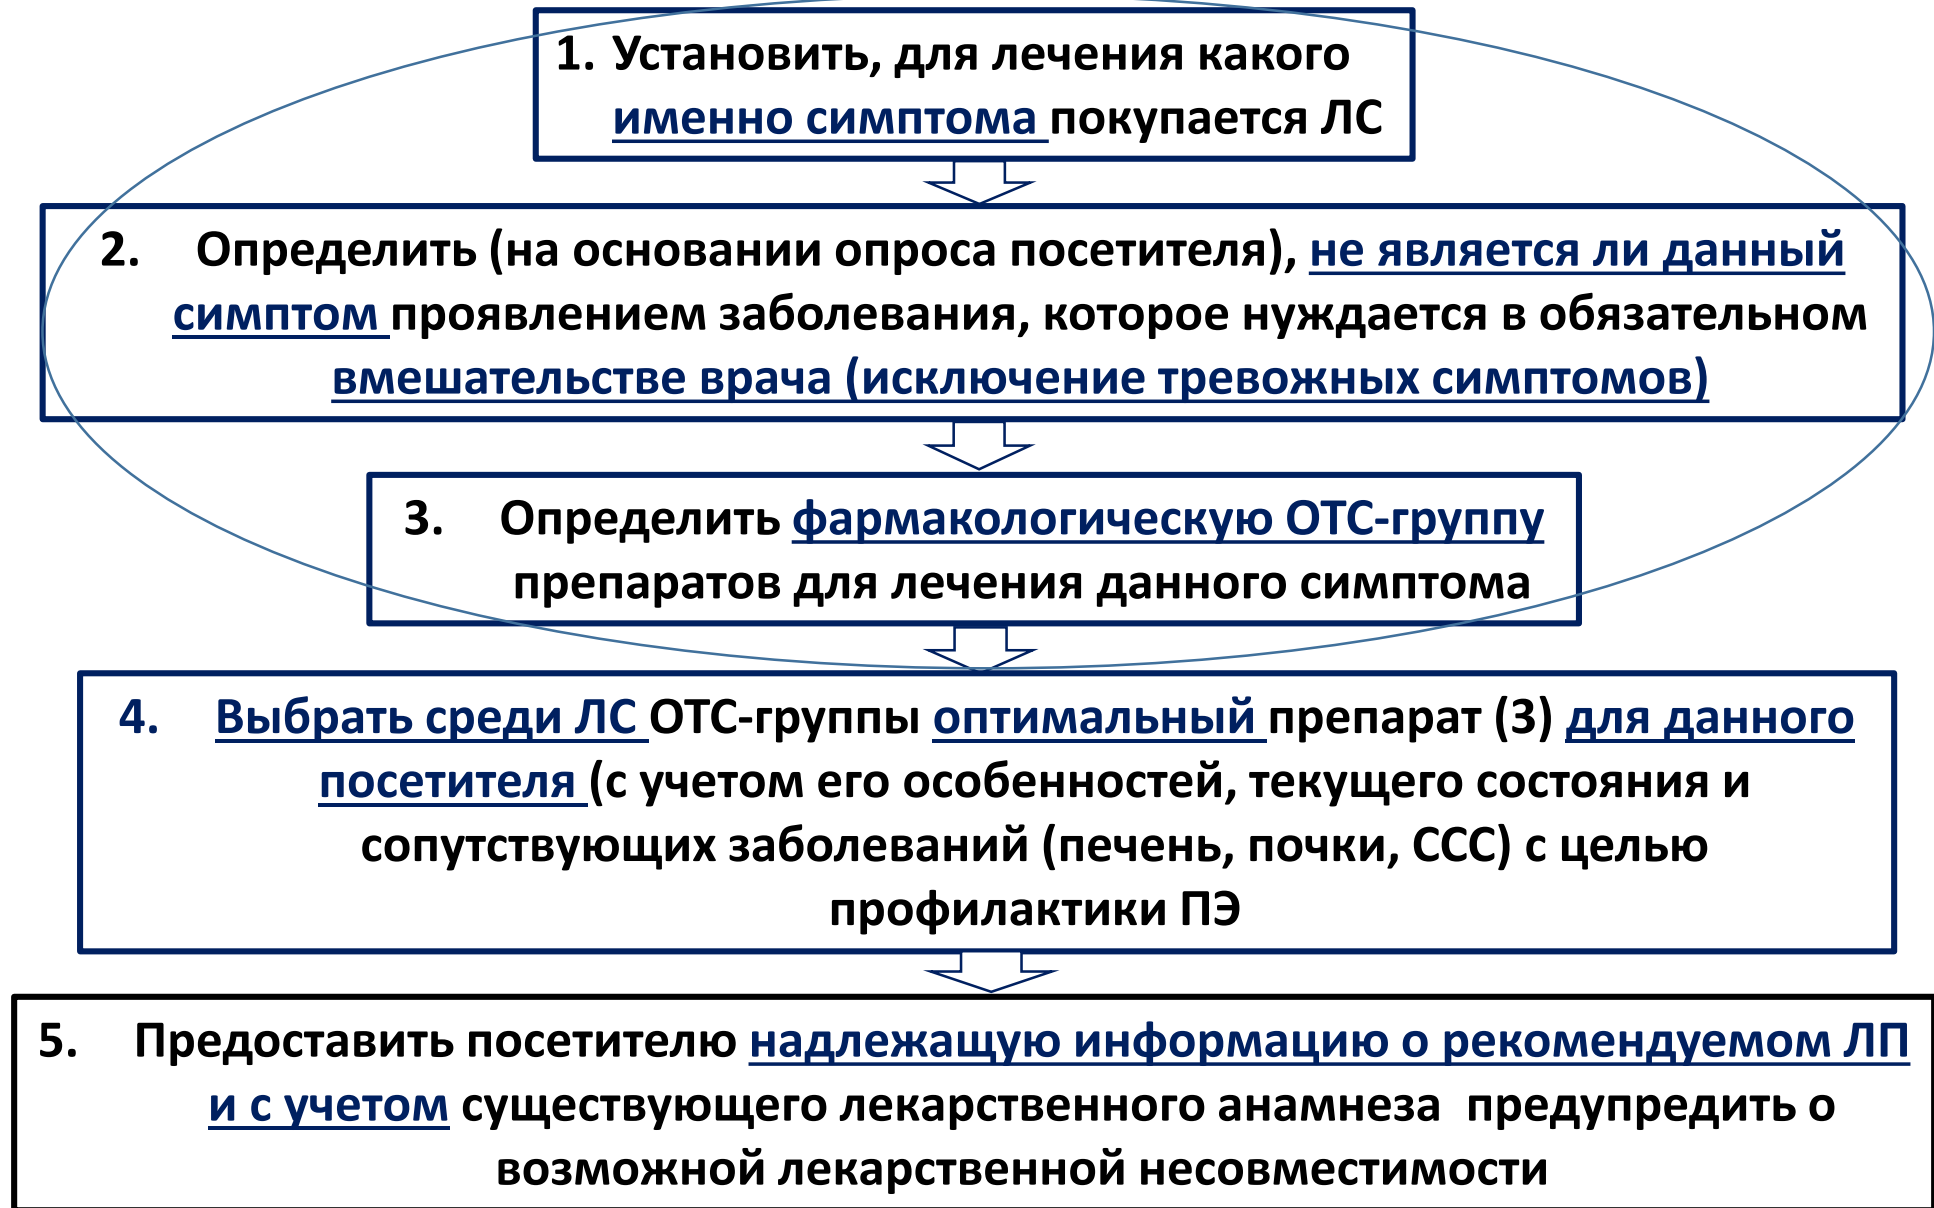 1. Установить, для лечения какого
именно симптома покупается ЛС
2. Определить (на основании опроса посетителя), не является ли данный
симптом проявлением заболевания, которое нуждается в обязательном
вмешательстве врача (исключение тревожных симптомов)
3. Определить фармакологическую ОТС-группу
препаратов для лечения данного симптома
4. Выбрать среди ЛС ОТС-группы оптимальный препарат (3) для данного
посетителя (с учетом его особенностей, текущего состояния и
сопутствующих заболеваний (печень, почки, ССС) с целью
профилактики ПЭ
5. Предоставить посетителю надлежащую информацию о рекомендуемом ЛП
и с учетом существующего лекарственного анамнеза предупредить о
возможной лекарственной несовместимости